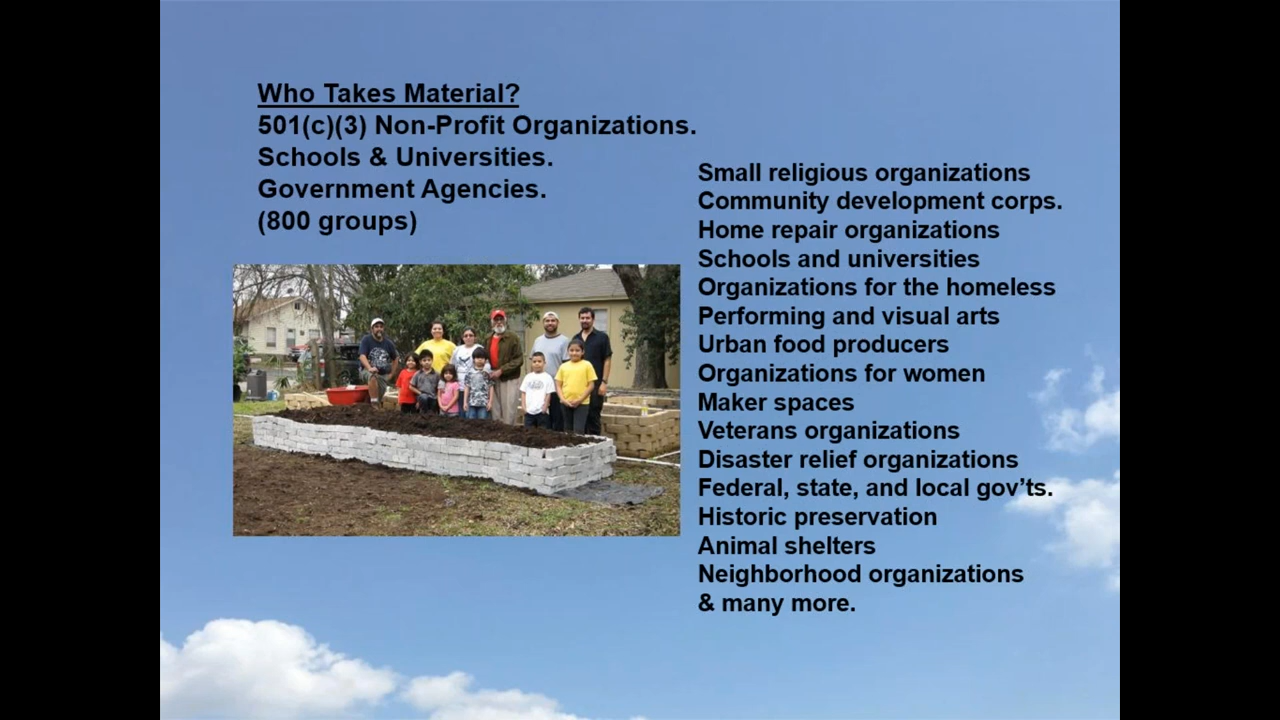 Who Takes Material?
501(c)(3) Non-Profit Organizations.
Schools & Universities.
Government Agencies.
(800 groups)
Small religious organizations
Community development corps.
Home repair organizations
Schools and universities
Organizations for the homeless
Performing and visual arts
Urban food producers
Organizations for women
Maker spaces
Veterans organizations
Disaster relief organizations
Federal, state, and local gov’ts.
Historic preservation
Animal shelters
Neighborhood organizations
& many more.